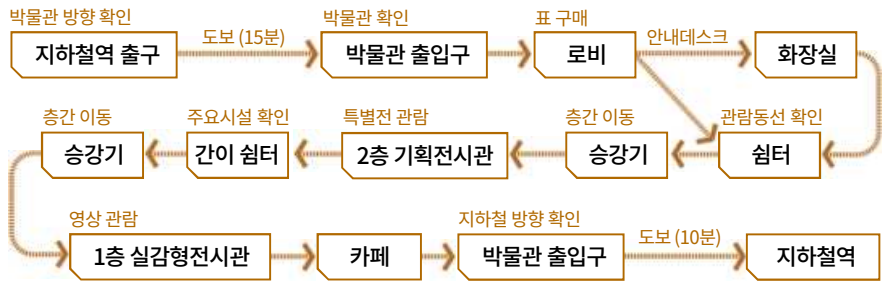 박물관 방향 확인
지하철역 출구
도보 (15분)
박물관 확인
박물관 출입구
표 구매
로비
안내데스크
화장실
관람동선 확인
쉼터
층간 이동
승강기
특별전 관람
2층 기획전시관
주요시설 확인
간이 쉼터
층간 이동
승강기
영상 관람
1층 실감형전시관
카페
지하철 방향 확인
박물관 출입구
도보 (10분)
지하철역